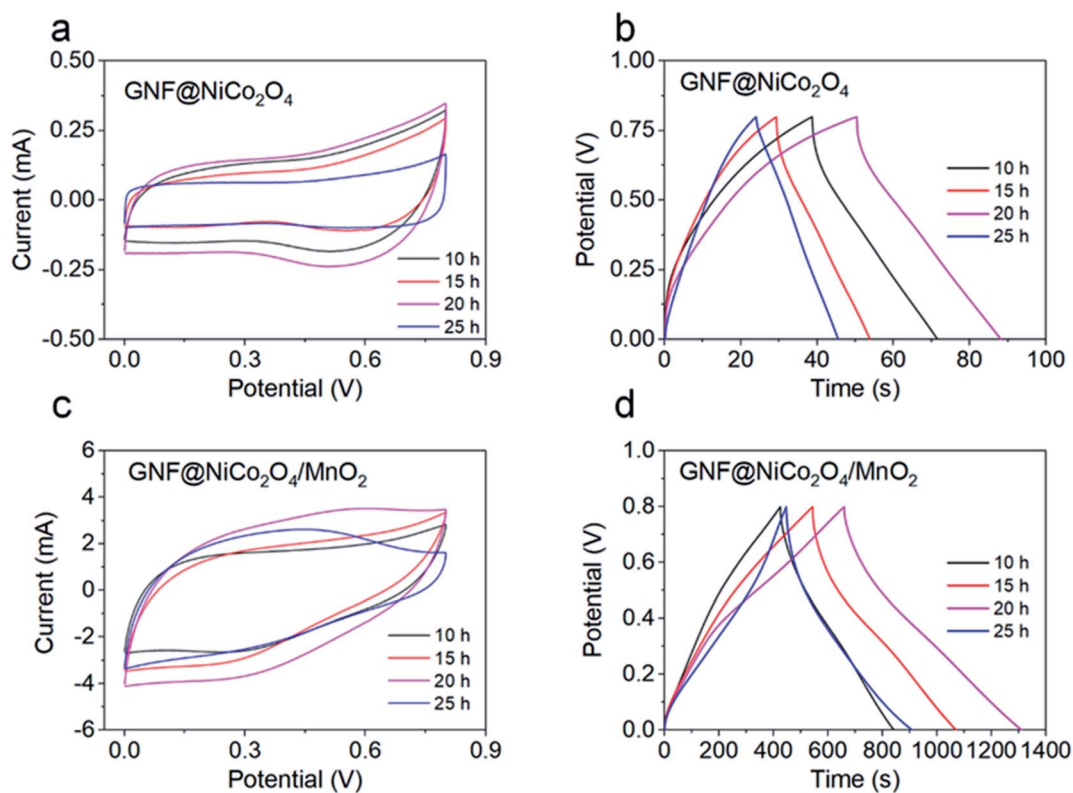 a
GNF@NiCo₂O₄
Current (mA)
0.50
0.25
0.00
-0.25
-0.50
0.0
0.3
0.6
0.9
Potential (V)
10 h
15 h
20 h
25 h
b
GNF@NiCo₂O₄
Potential (V)
1.00
0.75
0.50
0.25
0.00
0
20
40
60
80
100
Time (s)
10 h
15 h
20 h
25 h
c
GNF@NiCo₂O₄/MnO₂
Current (mA)
6
4
2
0
-2
-4
-6
0.0
0.3
0.6
0.9
Potential (V)
10 h
15 h
20 h
25 h
d
GNF@NiCo₂O₄/MnO₂
Potential (V)
1.0
0.8
0.6
0.4
0.2
0.0
0
200
400
600
800
1000
1200
1400
Time (s)
10 h
15 h
20 h
25 h